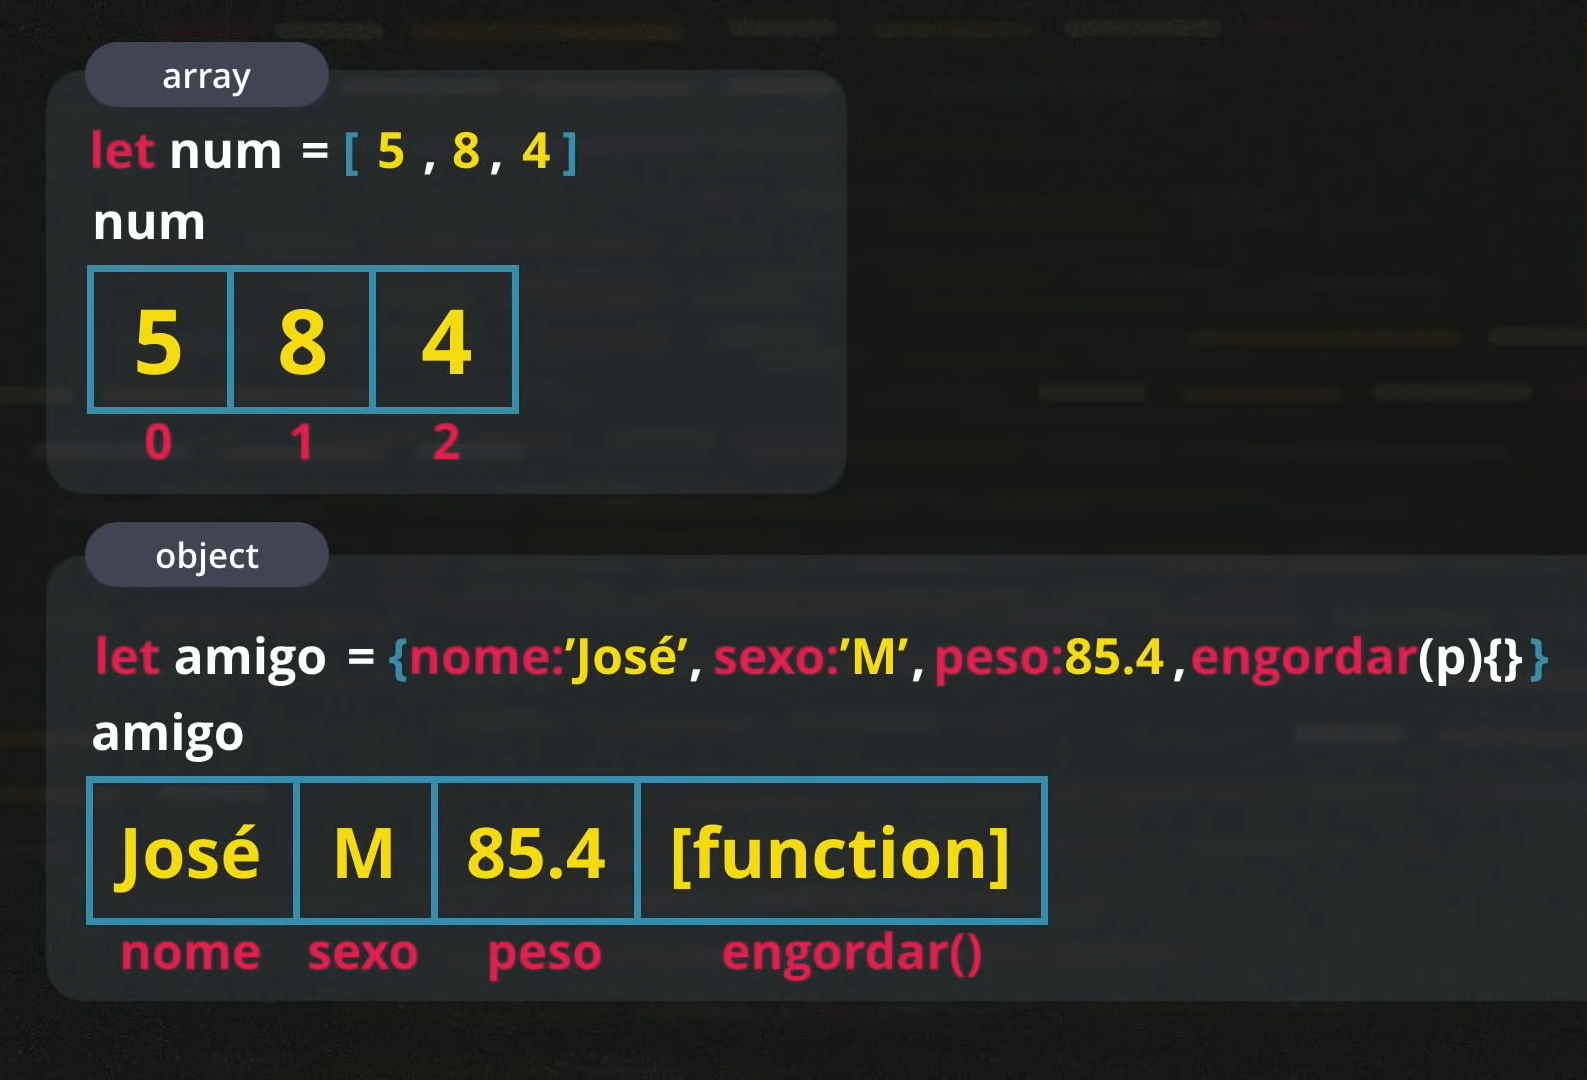 array
let num = [ 5 , 8 , 4 ]
num
5 8 4
0 1 2
object
let amigo = {nome:’José’, sexo:’M’, peso:85.4 ,engordar(p){} }
amigo
José M 85.4 [function]
nome sexo peso engordar()